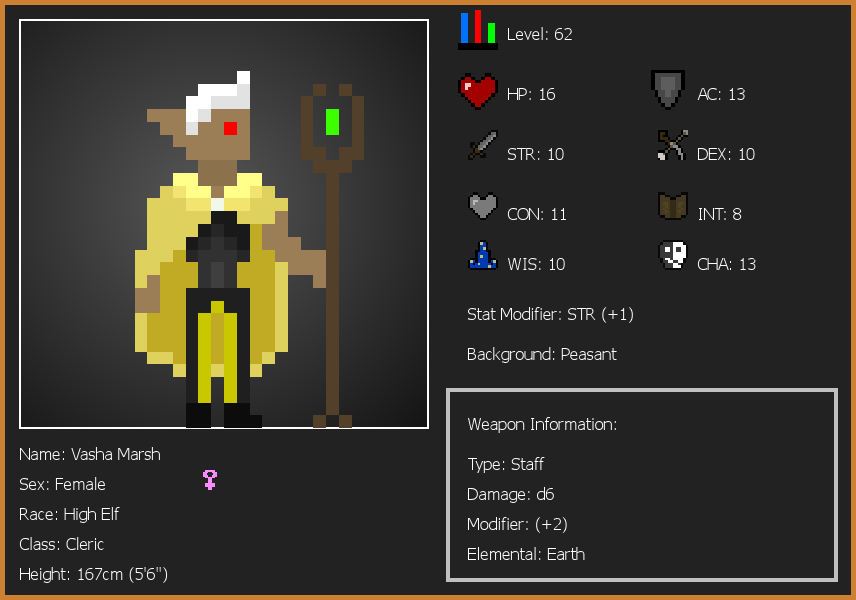 Level: 62
HP: 16
AC: 13
STR: 10
DEX: 10
CON: 11
INT: 8
WIS: 10
CHA: 13
Stat Modifier: STR (+1)
Background: Peasant
Weapon Information:
Type: Staff
Damage: d6
Modifier: (+2)
Elemental: Earth
Name: Vasha Marsh
Sex: Female
Race: High Elf
Class: Cleric
Height: 167cm (5'6")